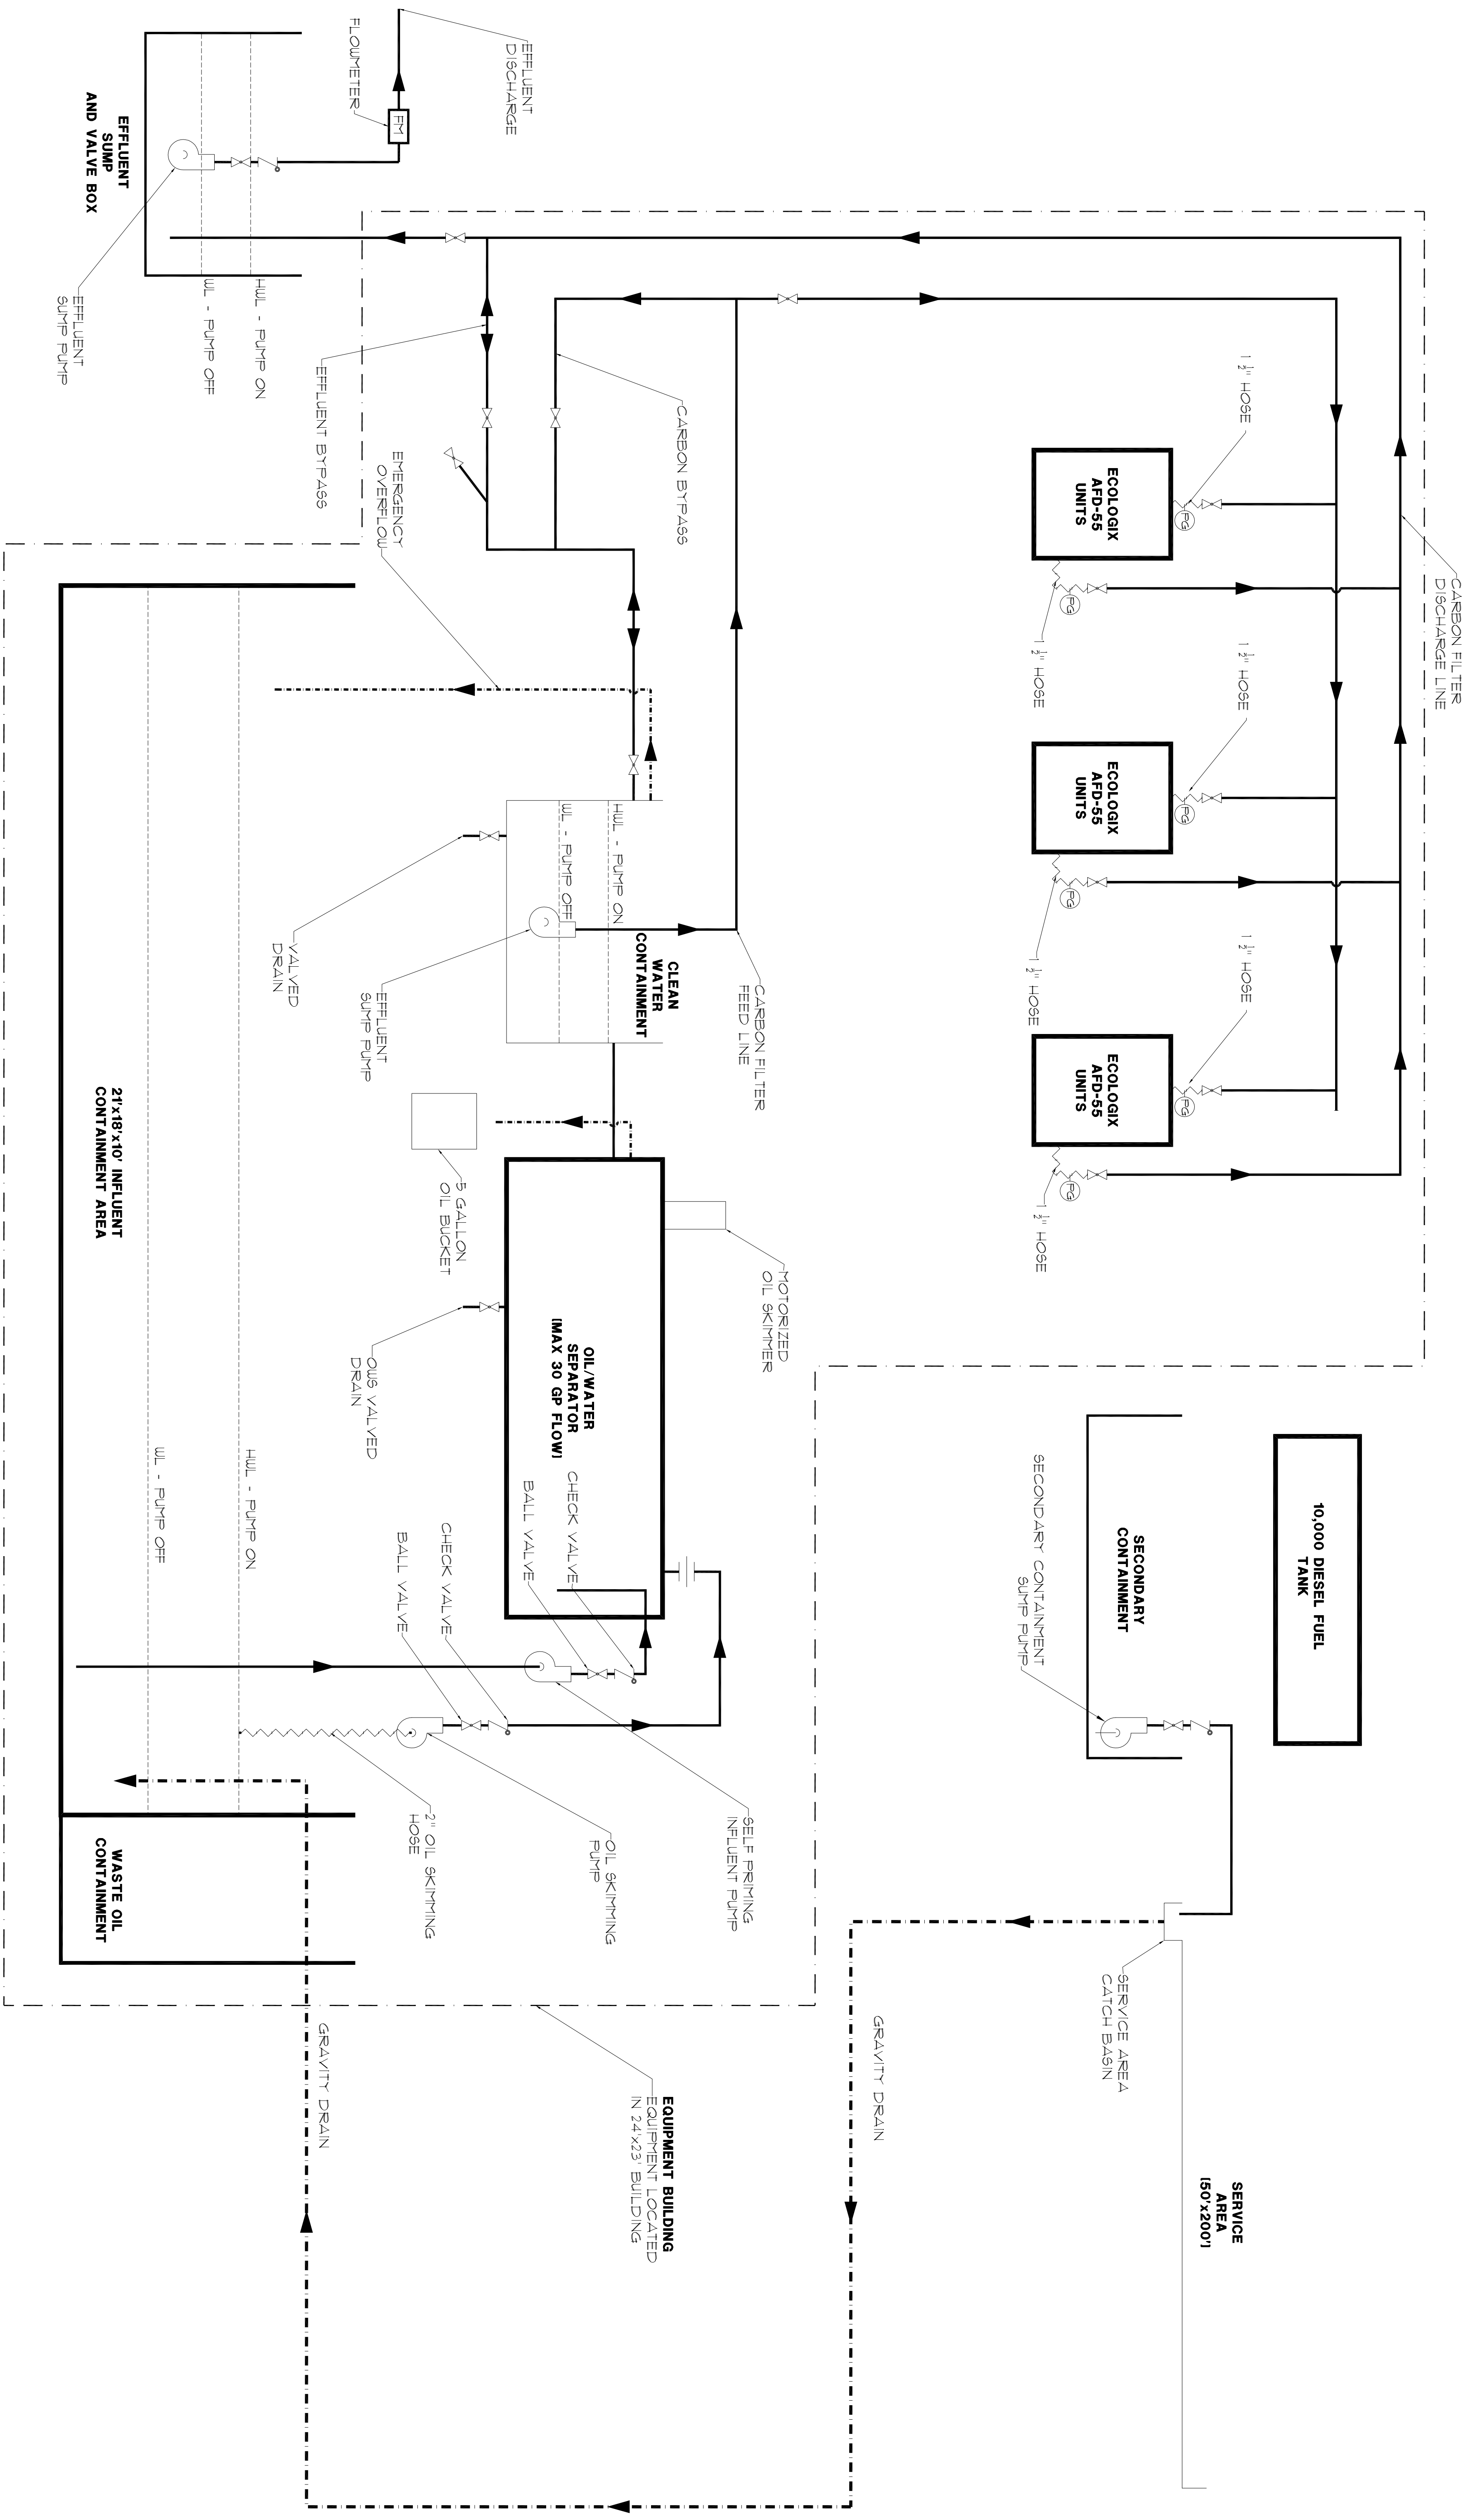 CARBON FILTER
DISCHARGE LINE
1 1/2" HOSE
1 1/2" HOSE
1 1/2" HOSE
ECOLOGIX
AFD-55
UNITS
ECOLOGIX
AFD-55
UNITS
ECOLOGIX
AFD-55
UNITS
PG
PG
PG
PG
PG
PG
1 1/2" HOSE
1 1/2" HOSE
1 1/2" HOSE
10,000 DIESEL FUEL
TANK
SECONDARY
CONTAINMENT
SECONDARY CONTAINMENT
SUMP PUMP
SERVICE
AREA
(50'x200')
SERVICE AREA
CATCH BASIN
GRAVITY DRAIN
CARBON FILTER
FEED LINE
MOTORIZED
OIL SKIMMER
SELF PRIMING
INFLUENT PUMP
CARBON BYPASS
CLEAN
WATER
CONTAINMENT
HWL - PUMP ON
WL - PUMP OFF
EQUIPMENT BUILDING
EQUIPMENT LOCATED
IN 24'x23' BUILDING
OIL/WATER
SEPARATOR
(MAX 30 GP FLOW)
CHECK VALVE
BALL VALVE
OIL SKIMMING
PUMP
EFFLUENT
DISCHARGE
5 GALLON
OIL BUCKET
CHECK VALVE
BALL VALVE
2" OIL SKIMMING
HOSE
EMERGENCY
OVERFLOW
EFFLUENT
SUMP PUMP
OWS VALVED
DRAIN
FM
FLOWMETER
EFFLUENT BYPASS
VALVED
DRAIN
GRAVITY DRAIN
HWL - PUMP ON
WL - PUMP OFF
HWL - PUMP ON
WL - PUMP OFF
EFFLUENT
SUMP
AND VALVE BOX
EFFLUENT
SUMP PUMP
21'x18'x10' INFLUENT
CONTAINMENT AREA
WASTE OIL
CONTAINMENT